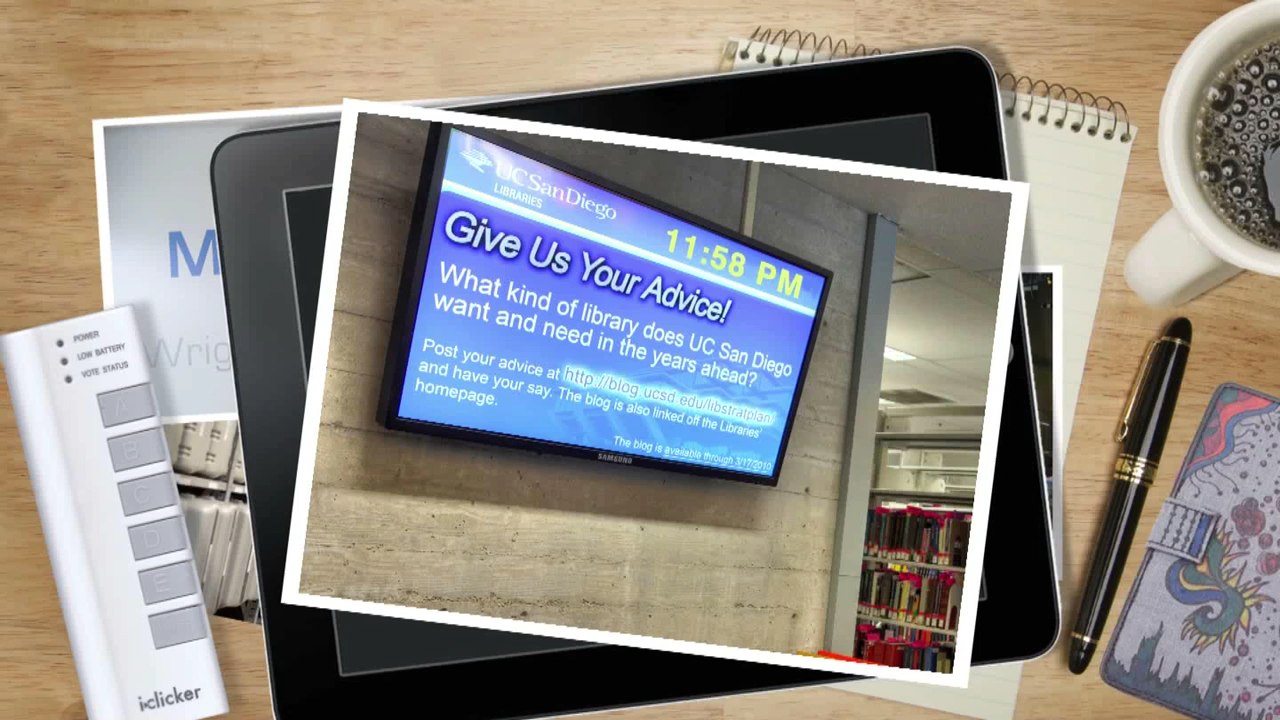 UCSanDiego
LIBRARIES
11:58 PM
Give Us Your Advice!
What kind of library does UC San Diego
want and need in the years ahead?
Post your advice at http://blog.ucsd.edu/libstratplan/
and have your say. The blog is also linked off the Libraries'
homepage.
The blog is available through 3/17/2010
SAMSUNG
M
Wrig
POWER
LOW BATTERY
VOTE STATUS
A
B
C
D
E
i>clicker